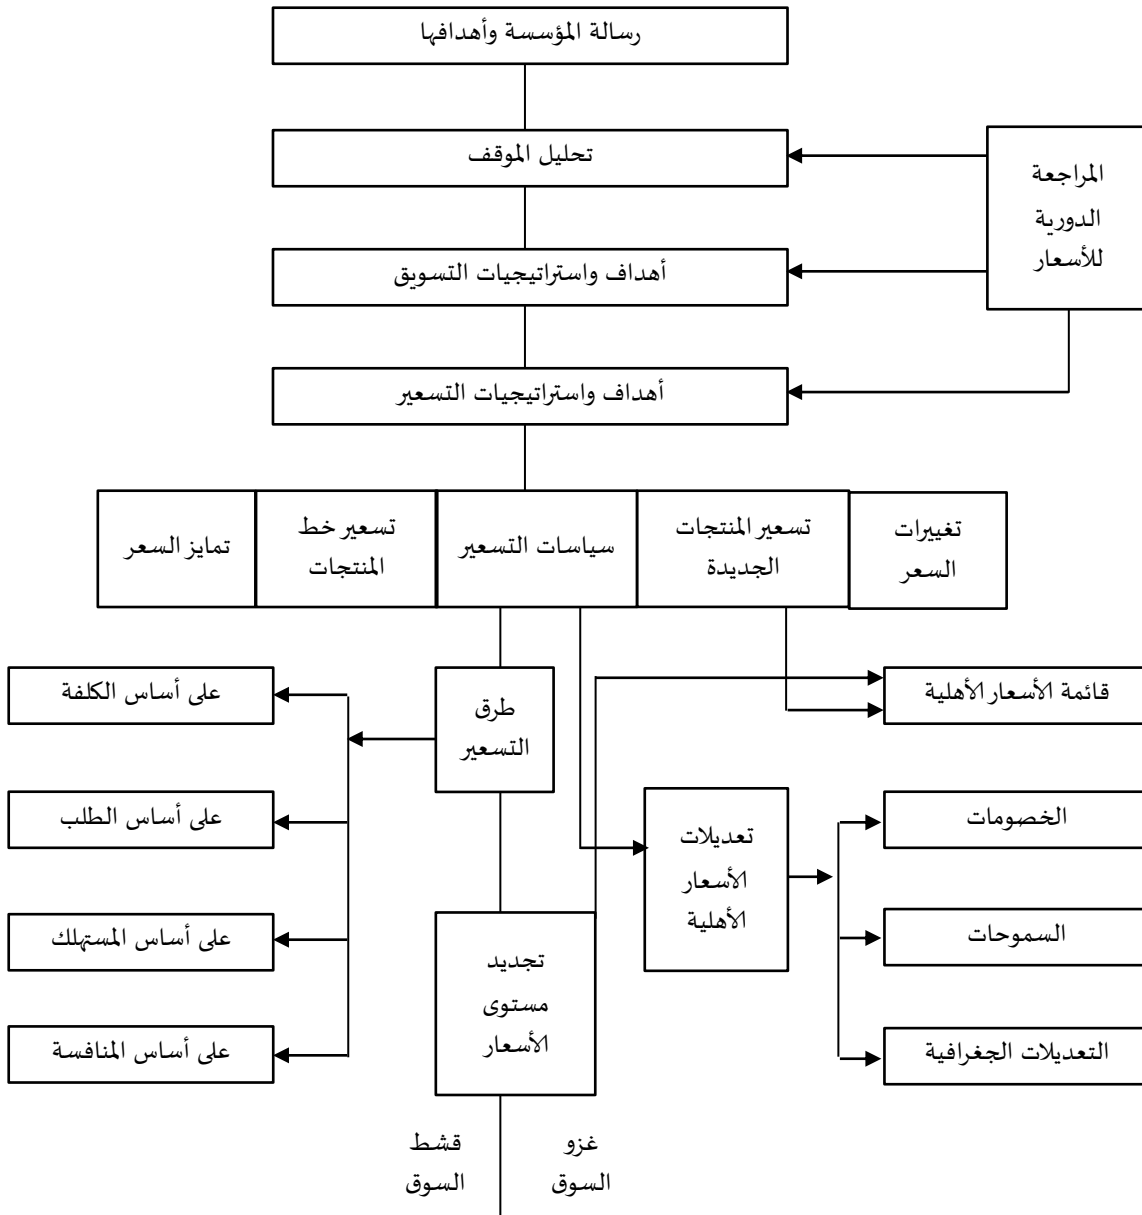 رسالة المؤسسة وأهدافها
تحليل الموقف
المراجعة
الدورية
للأسعار
أهداف واستراتيجيات التسويق
أهداف واستراتيجيات التسعير
تغييرات
السعر
تسعير المنتجات
الجديدة
سياسات التسعير
تسعير خط
المنتجات
تمايز السعر
قائمة الأسعار الأهلية
طرق
التسعير
على أساس الكلفة
الخصومات
تعديلات
الأسعار
الأهلية
على أساس الطلب
السموحات
تجديد
مستوى
الأسعار
على أساس المستهلك
التعديلات الجغرافية
على أساس المنافسة
غزو
السوق
قشط
السوق